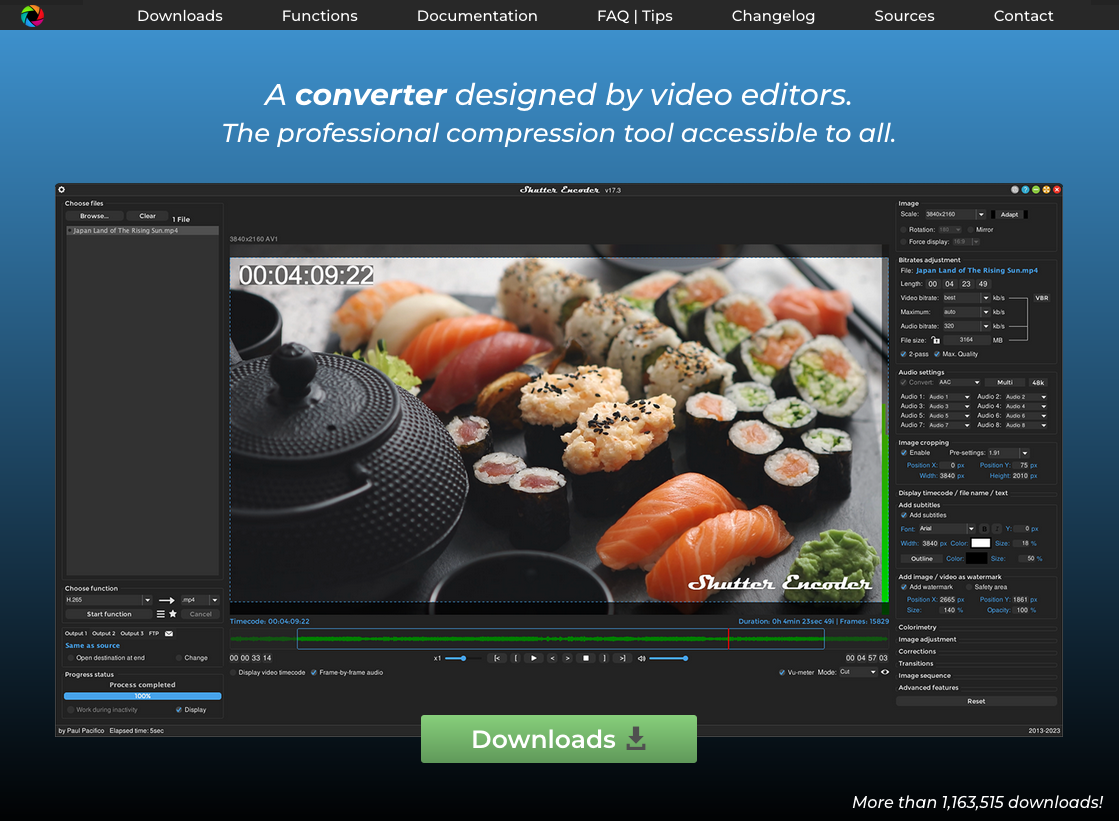 Downloads Functions Documentation FAQ | Tips Changelog Sources Contact
A converter designed by video editors.
The professional compression tool accessible to all.
Shutter Encoder v17.3
Choose files
Browse... Clear 1 File
Japan Land of The Rising Sun.mp4
Choose function
H.265 .mp4
Start function Cancel
Output 1 Output 2 Output 3 FTP
Same as source
Open destination at end Change
Progress status
Process completed
100%
Work during inactivity Display
by Paul Pacifico Elapsed time: 5sec
3840x2160 AV1
00:04:09:22
Shutter Encoder
Timecode: 00:04:09:22 Duration: 0h 4min 23sec 49i | Frames: 15829
00 00 33 14 x1 |< [ ▶ < > ■ ] >| 00 04 57 03
Display video timecode Frame-by-frame audio Vu-meter Mode: Cut
Image
Scale: 3840x2160 Adapt
Rotation: 180 Mirror
Force display: 16:9
Bitrates adjustment
File: Japan Land of The Rising Sun.mp4
Length: 00 04 23 49
Video bitrate: best kb/s VBR
Maximum: auto kb/s
Audio bitrate: 320 kb/s
File size: 3164 MB
2-pass Max. Quality
Audio settings
Convert: AAC Multi 48k
Audio 1: Audio 1 Audio 2: Audio 2
Audio 3: Audio 3 Audio 4: Audio 4
Audio 5: Audio 5 Audio 6: Audio 6
Audio 7: Audio 7 Audio 8: Audio 8
Image cropping
Enable Pre-settings: 1.91
Position X: 0 px Position Y: 75 px
Width: 3840 px Height: 2010 px
Display timecode / file name / text
Add subtitles
Add subtitles
Font: Arial B I Y: 0 px
Width: 3840 px Color: Size: 18 %
Outline Color: Size: 50 %
Add image / video as watermark
Add watermark Safety area
Position X: 2665 px Position Y: 1861 px
Size: 140 % Opacity: 100 %
Colorimetry
Image adjustment
Corrections
Transitions
Image sequence
Advanced features
Reset
2013-2023
Downloads
More than 1,163,515 downloads!